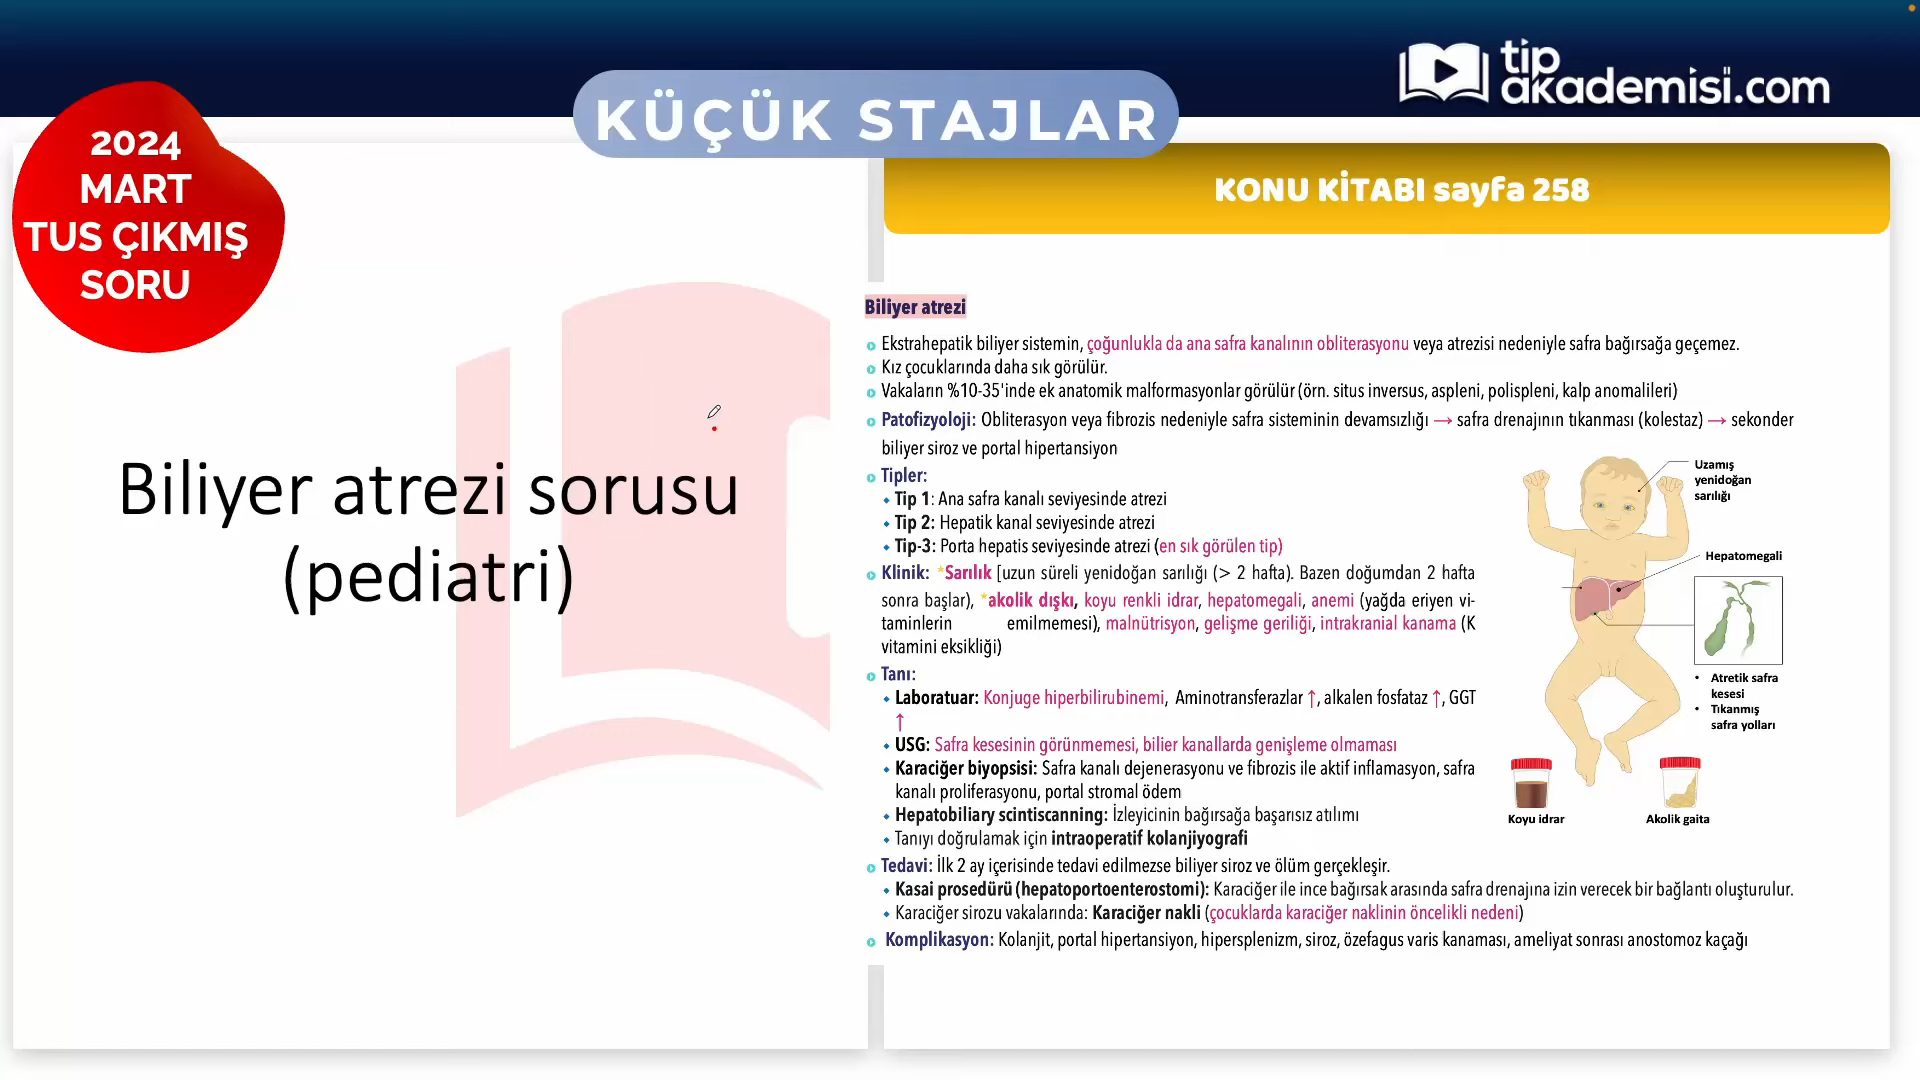 tıp
akademisi.com
KÜÇÜK STAJLAR
2024
MART
TUS ÇIKMIŞ
SORU
Biliyer atrezi sorusu
(pediatri)
KONU KİTABI sayfa 258
Biliyer atrezi
Ekstrahepatik biliyer sistemin, çoğunlukla da ana safra kanalının obliterasyonu veya atrezisi nedeniyle safra bağırsağa geçemez.
Kız çocuklarında daha sık görülür.
Vakaların %10-35'inde ek anatomik malformasyonlar görülür (örn. situs inversus, aspleni, polispleni, kalp anomalileri)
Patofizyoloji: Obliterasyon veya fibrozis nedeniyle safra sisteminin devamsızlığı → safra drenajının tıkanması (kolestaz) → sekonder
biliyer siroz ve portal hipertansiyon
Tipler:
• Tip 1: Ana safra kanalı seviyesinde atrezi
• Tip 2: Hepatik kanal seviyesinde atrezi
• Tip-3: Porta hepatis seviyesinde atrezi (en sık görülen tip)
Klinik: *Sarılık [uzun süreli yenidoğan sarılığı (> 2 hafta). Bazen doğumdan 2 hafta
sonra başlar), *akolik dışkı, koyu renkli idrar, hepatomegali, anemi (yağda eriyen vi-
taminlerin emilmemesi), malnütrisyon, gelişme geriliği, intrakranial kanama (K
vitamini eksikliği)
Tanı:
• Laboratuar: Konjuge hiperbilirubinemi, Aminotransferazlar ↑, alkalen fosfataz ↑, GGT
↑
• USG: Safra kesesinin görünmemesi, bilier kanallarda genişleme olmaması
• Karaciğer biyopsisi: Safra kanalı dejenerasyonu ve fibrozis ile aktif inflamasyon, safra
kanalı proliferasyonu, portal stromal ödem
• Hepatobiliary scintiscanning: İzleyicinin bağırsağa başarısız atılımı
• Tanıyı doğrulamak için intraoperatif kolanjiyografi
Tedavi: İlk 2 ay içerisinde tedavi edilmezse biliyer siroz ve ölüm gerçekleşir.
• Kasai prosedürü (hepatoportoenterostomi): Karaciğer ile ince bağırsak arasında safra drenajına izin verecek bir bağlantı oluşturulur.
• Karaciğer sirozu vakalarında: Karaciğer nakli (çocuklarda karaciğer naklinin öncelikli nedeni)
Komplikasyon: Kolanjit, portal hipertansiyon, hipersplenizm, siroz, özefagus varis kanaması, ameliyat sonrası anostomoz kaçağı
Uzamış
yenidoğan
sarılığı
Hepatomegali
• Atretik safra
kesesi
• Tıkanmış
safra yolları
Koyu idrar
Akolik gaita